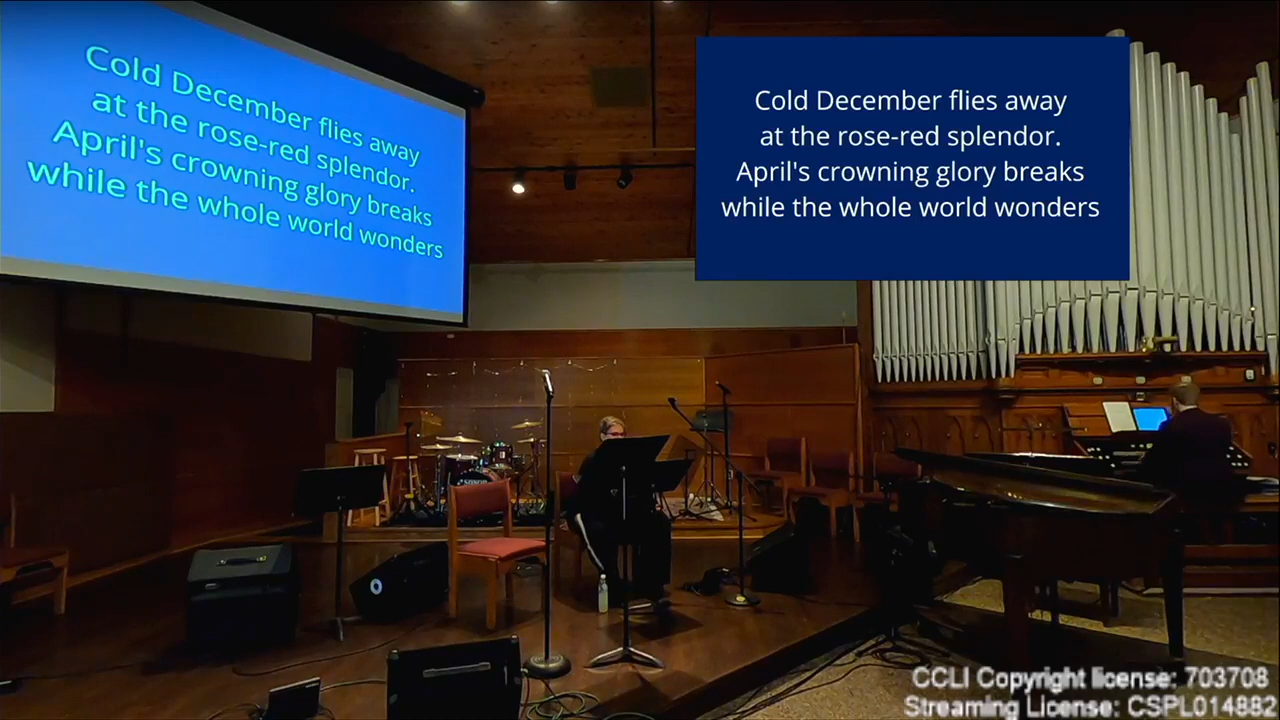 Cold December flies away
at the rose-red splendor.
April's crowning glory breaks
while the whole world wonders
Cold December flies away
at the rose-red splendor.
April's crowning glory breaks
while the whole world wonders
SONOR
CCLI Copyright license: 703708
Streaming License: CSPL014882